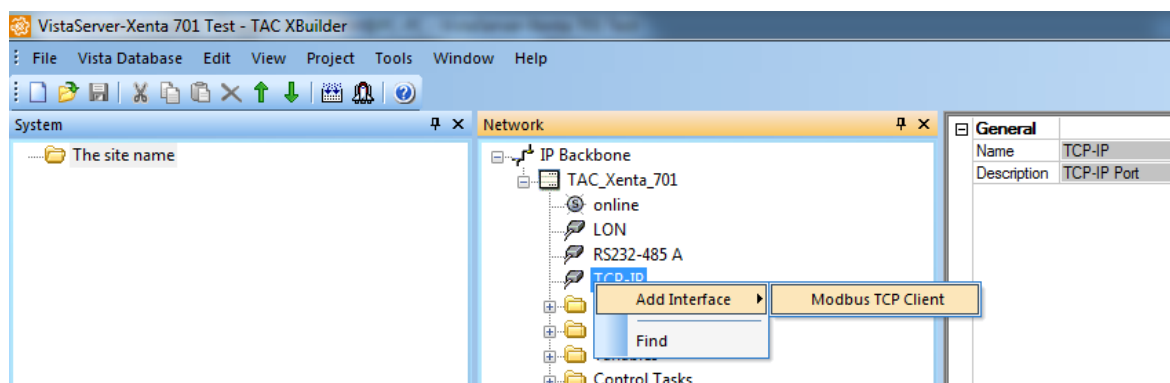 VistaServer-Xenta 701 Test - TAC XBuilder
File Vista Database Edit View Project Tools Window Help
System
Network
The site name
IP Backbone
TAC_Xenta_701
online
LON
RS232-485 A
TCP-IP
Add Interface
Modbus TCP Client
Find
Control Tasks
General
Name TCP-IP
Description TCP-IP Port